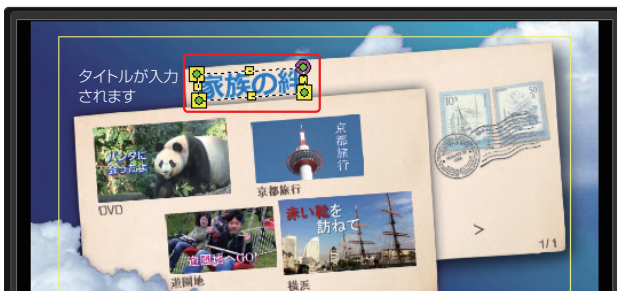 タイトルが入力
されます
家族の絆
10h
50
パンダに
会ったよ
DVD
京都旅行
京都旅行
遊園地へGO!
遊園地
赤い靴を
訪ねて
横浜
>
1/1